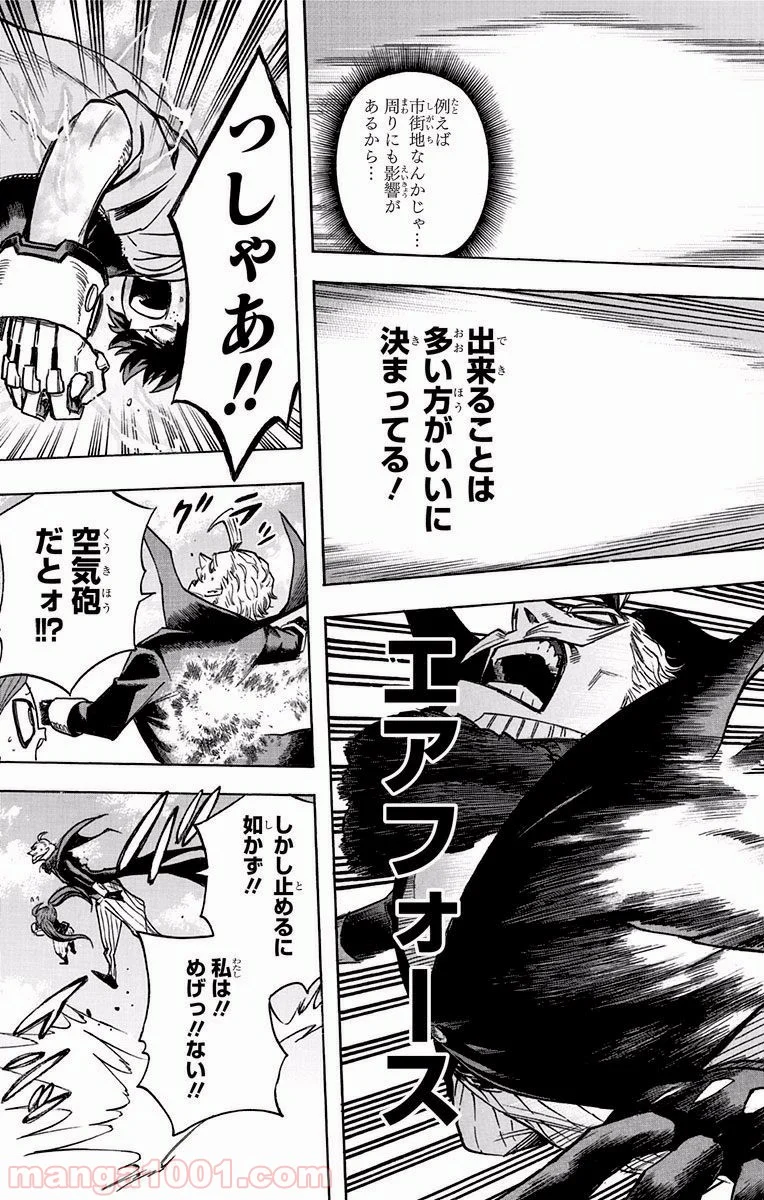 例えば
市街地なんかじゃ…
周りにも影響が
あるから…
出来ることは
多い方がいいに
決まってる!
エアフォース
っしゃあ!!
グラ
空気砲
だとォ!!?
しかし止めるに
如かず!!
私は!!
めげっ!!ない!!
manga1001.com